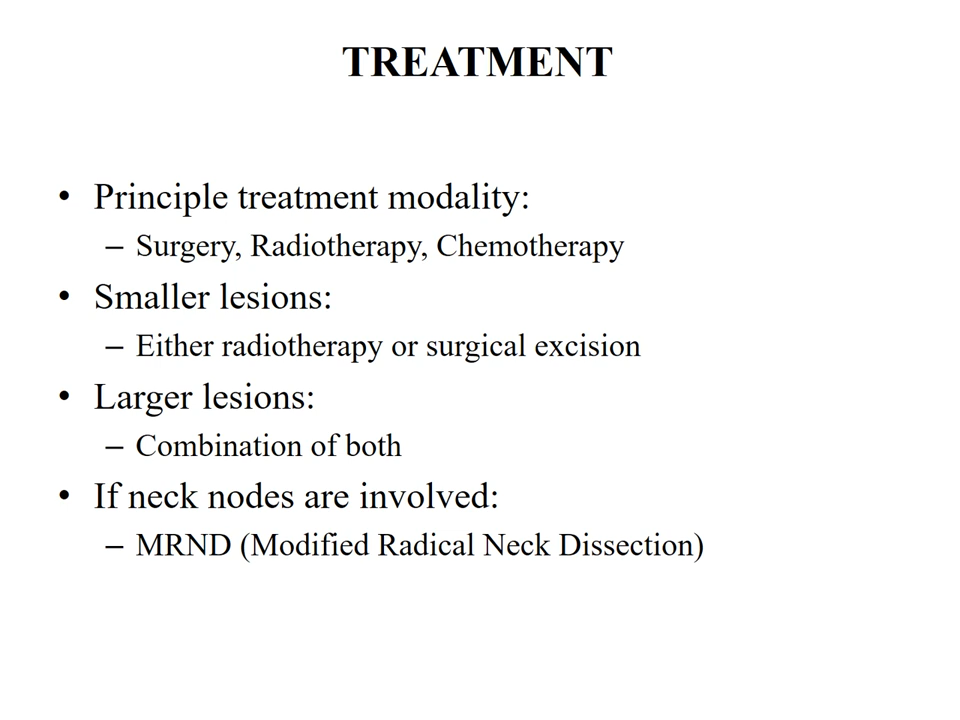 TREATMENT
• Principle treatment modality:
– Surgery, Radiotherapy, Chemotherapy
• Smaller lesions:
– Either radiotherapy or surgical excision
• Larger lesions:
– Combination of both
• If neck nodes are involved:
– MRND (Modified Radical Neck Dissection)